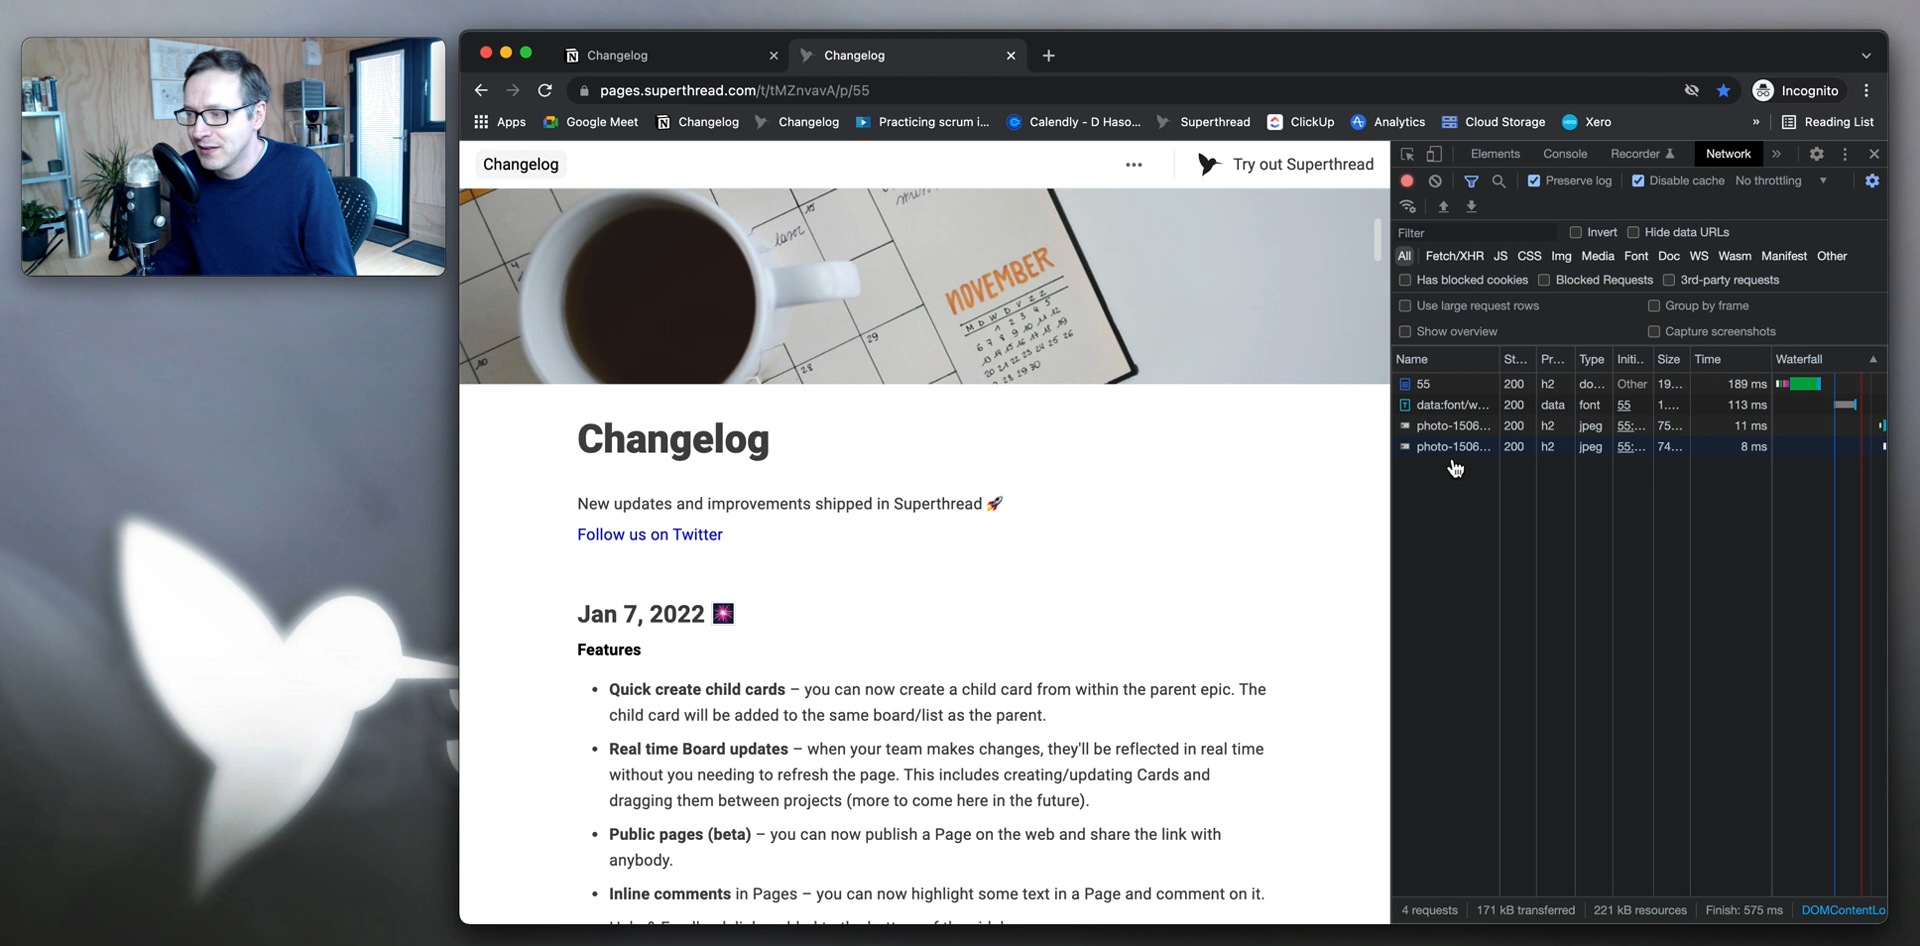 Changelog
Changelog
pages.superthread.com/t/tMZnvavA/p/55
Incognito
Apps
Google Meet
Changelog
Changelog
Practicing scrum i...
Calendly - D Haso...
Superthread
ClickUp
Analytics
Cloud Storage
Xero
»
Reading List
Changelog
Try out Superthread
Elements
Console
Recorder
Network
»
Preserve log
Disable cache
No throttling
Filter
Invert
Hide data URLs
All
Fetch/XHR
JS
CSS
Img
Media
Font
Doc
WS
Wasm
Manifest
Other
Has blocked cookies
Blocked Requests
3rd-party requests
Use large request rows
Group by frame
Show overview
Capture screenshots
Name St... Pr... Type Initi.. Size Time Waterfall
55 200 h2 do... Other 19... 189 ms
data:font/w... 200 data font 55 1.... 113 ms
photo-1506... 200 h2 jpeg 55:... 75... 11 ms
photo-1506... 200 h2 jpeg 55:... 74... 8 ms
4 requests 171 kB transferred 221 kB resources Finish: 575 ms DOMContentLo
NOVEMBER
29
28
Changelog
New updates and improvements shipped in Superthread 🚀
Follow us on Twitter
Jan 7, 2022 🎆
Features
• Quick create child cards – you can now create a child card from within the parent epic. The
child card will be added to the same board/list as the parent.
• Real time Board updates – when your team makes changes, they'll be reflected in real time
without you needing to refresh the page. This includes creating/updating Cards and
dragging them between projects (more to come here in the future).
• Public pages (beta) – you can now publish a Page on the web and share the link with
anybody.
• Inline comments in Pages – you can now highlight some text in a Page and comment on it.